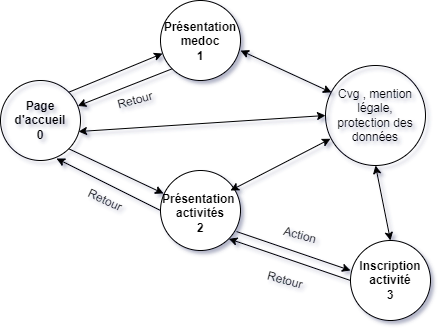 Présentation
medoc
1
Retour
Page
d'accueil
0
Cvg , mention
légale,
protection des
données
Retour
Présentation
activités
2
Action
Retour
Inscription
activité
3